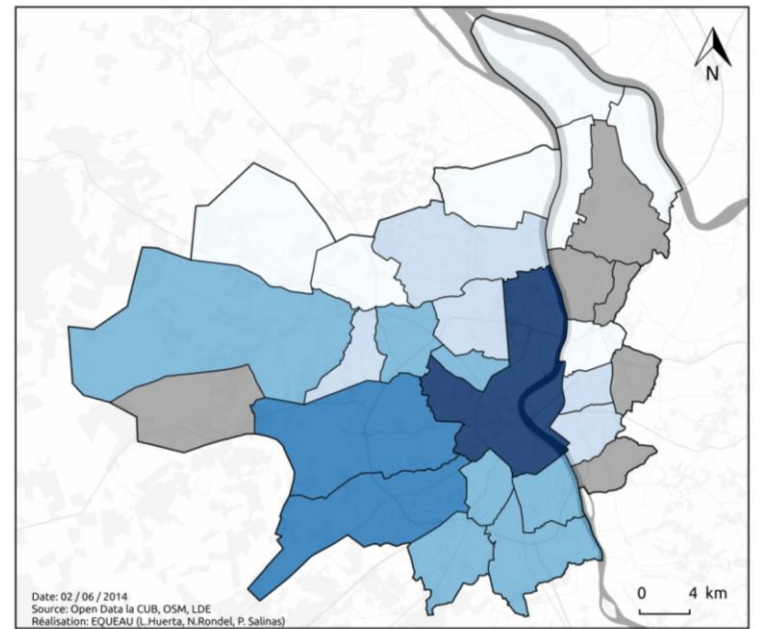 N
0 4 km
Date: 02 / 06 / 2014
Source: Open Data la CUB, OSM, LDE
Réalisation: EQUEAU (L.Huerta, N.Rondel, P. Salinas)